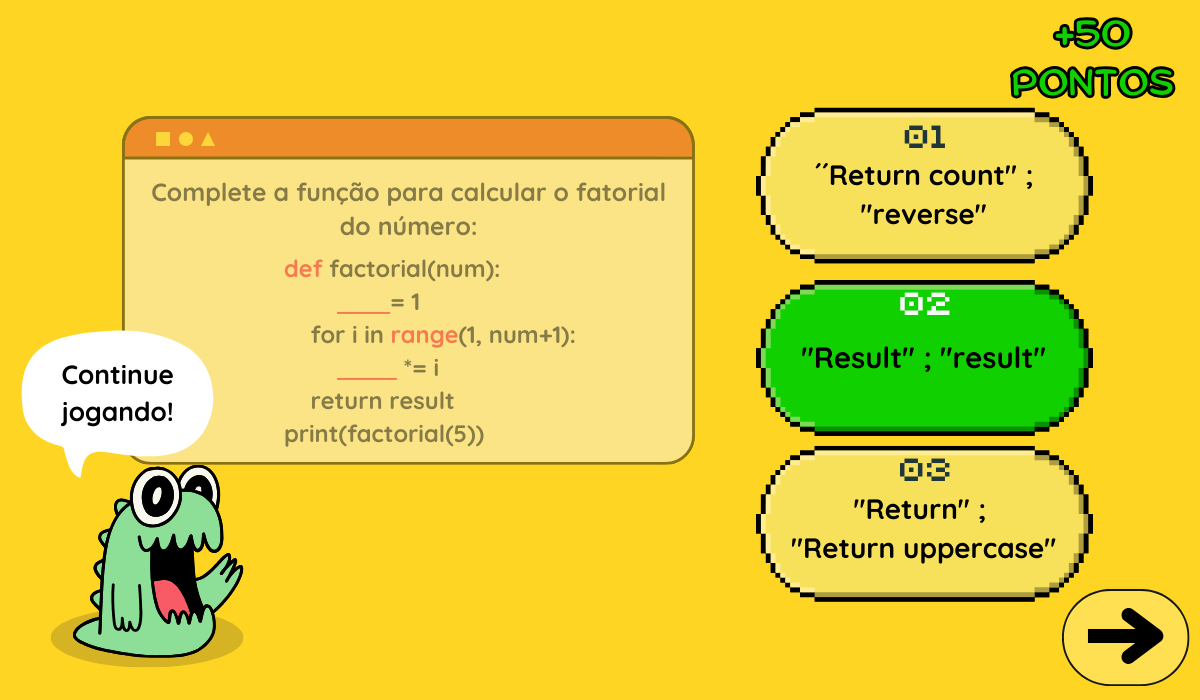 +50
PONTOS
Complete a função para calcular o fatorial
do número:
def factorial(num):
_____= 1
for i in range(1, num+1):
_____ *= i
return result
print(factorial(5))
Continue
jogando!
01
´´Return count" ;
"reverse"
02
"Result" ; "result"
03
"Return" ;
"Return uppercase"